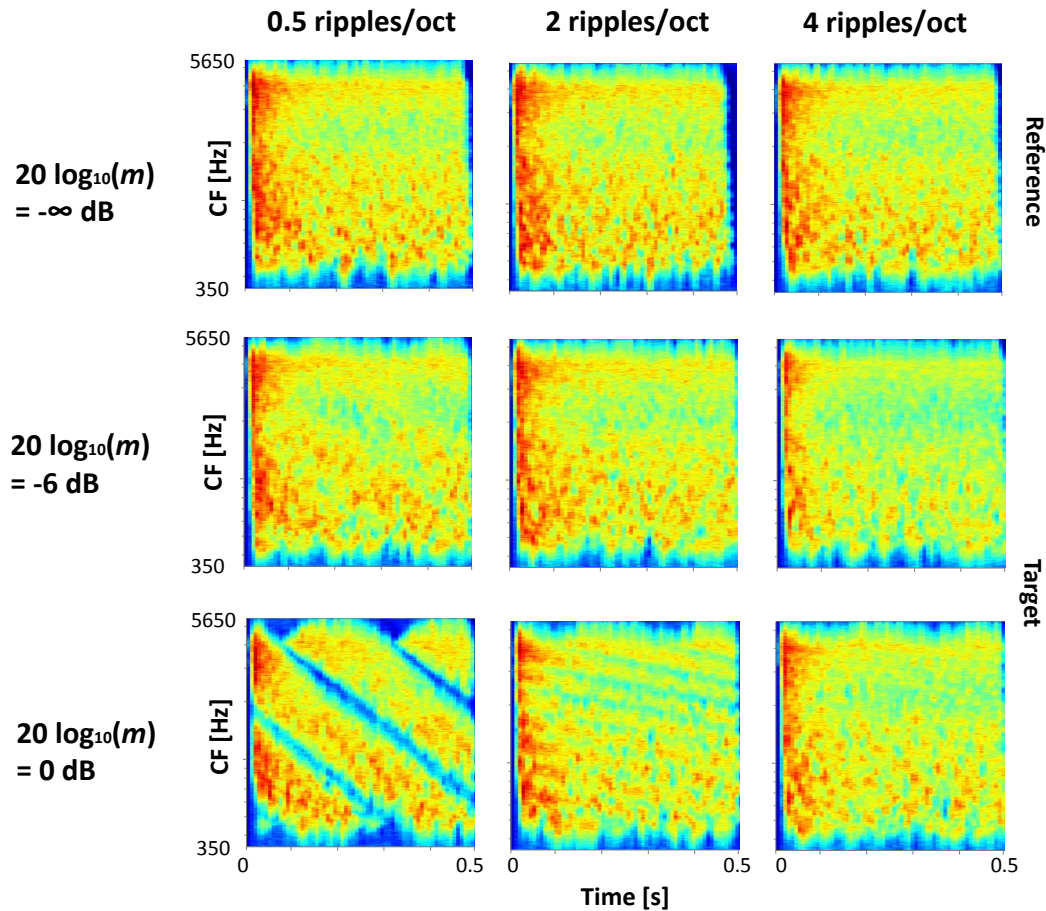 0.5 ripples/oct
2 ripples/oct
4 ripples/oct
5650
CF [Hz]
350
20 log₁₀(m)
= -∞ dB
Reference
5650
CF [Hz]
350
20 log₁₀(m)
= -6 dB
Target
5650
CF [Hz]
350
20 log₁₀(m)
= 0 dB
0
0.5
0
0.5
0
0.5
Time [s]